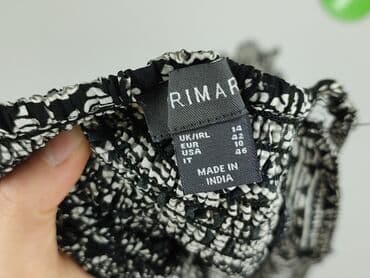 RIMAR
UK/IRL 14
EUR 42
USA 10
IT 46
MADE IN
INDIA